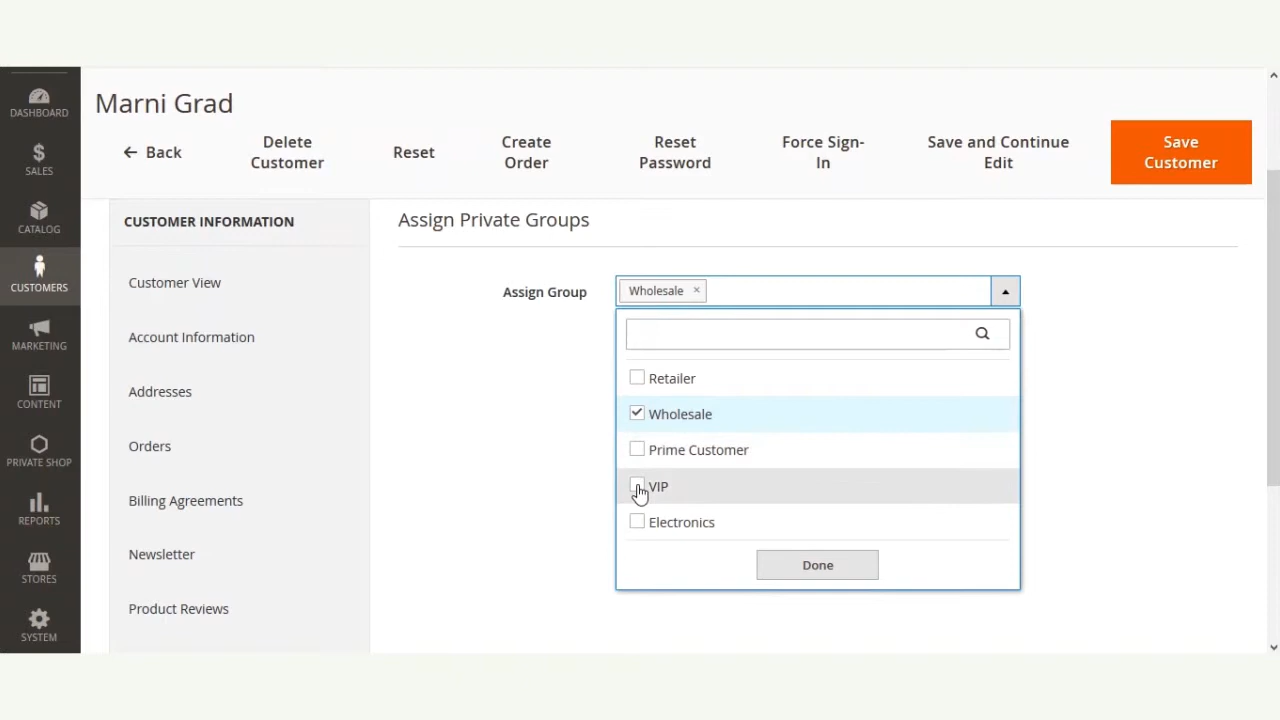 Marni Grad
← Back
Delete
Customer
Reset
Create
Order
Reset
Password
Force Sign-
In
Save and Continue
Edit
Save
Customer
DASHBOARD
SALES
CATALOG
CUSTOMERS
MARKETING
CONTENT
PRIVATE SHOP
REPORTS
STORES
SYSTEM
CUSTOMER INFORMATION
Customer View
Account Information
Addresses
Orders
Billing Agreements
Newsletter
Product Reviews
Assign Private Groups
Assign Group
Wholesale ×
Retailer
Wholesale
Prime Customer
VIP
Electronics
Done